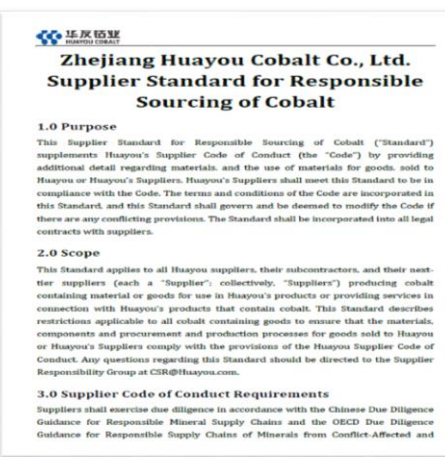 华友钴业
HUAYOU COBALT
Zhejiang Huayou Cobalt Co., Ltd.
Supplier Standard for Responsible
Sourcing of Cobalt
1.0 Purpose
This Supplier Standard for Responsible Sourcing of Cobalt ("Standard")
supplements Huayou's Supplier Code of Conduct (the "Code") by providing
additional detail regarding materials, and the use of materials for goods, sold to
Huayou or Huayou's Suppliers. Huayou's Suppliers shall meet this Standard to be in
compliance with the Code. The terms and conditions of the Code are incorporated in
this Standard, and this Standard shall govern and be deemed to modify the Code if
there are any conflicting provisions. The Standard shall be incorporated into all legal
contracts with suppliers.
2.0 Scope
This Standard applies to all Huayou suppliers, their subcontractors, and their next-
tier suppliers (each a "Supplier"; collectively, "Suppliers") producing cobalt
containing material or goods for use in Huayou's products or providing services in
connection with Huayou's products that contain cobalt. This Standard describes
restrictions applicable to all cobalt containing goods to ensure that the materials,
components and procurement and production processes for goods sold to Huayou
or Huayou's Suppliers comply with the provisions of the Huayou Supplier Code of
Conduct. Any questions regarding this Standard should be directed to the Supplier
Responsibility Group at CSR@Huayou.com.
3.0 Supplier Code of Conduct Requirements
Suppliers shall exercise due diligence in accordance with the Chinese Due Diligence
Guidance for Responsible Mineral Supply Chains and the OECD Due Diligence
Guidance for Responsible Supply Chains of Minerals from Conflict-Affected and